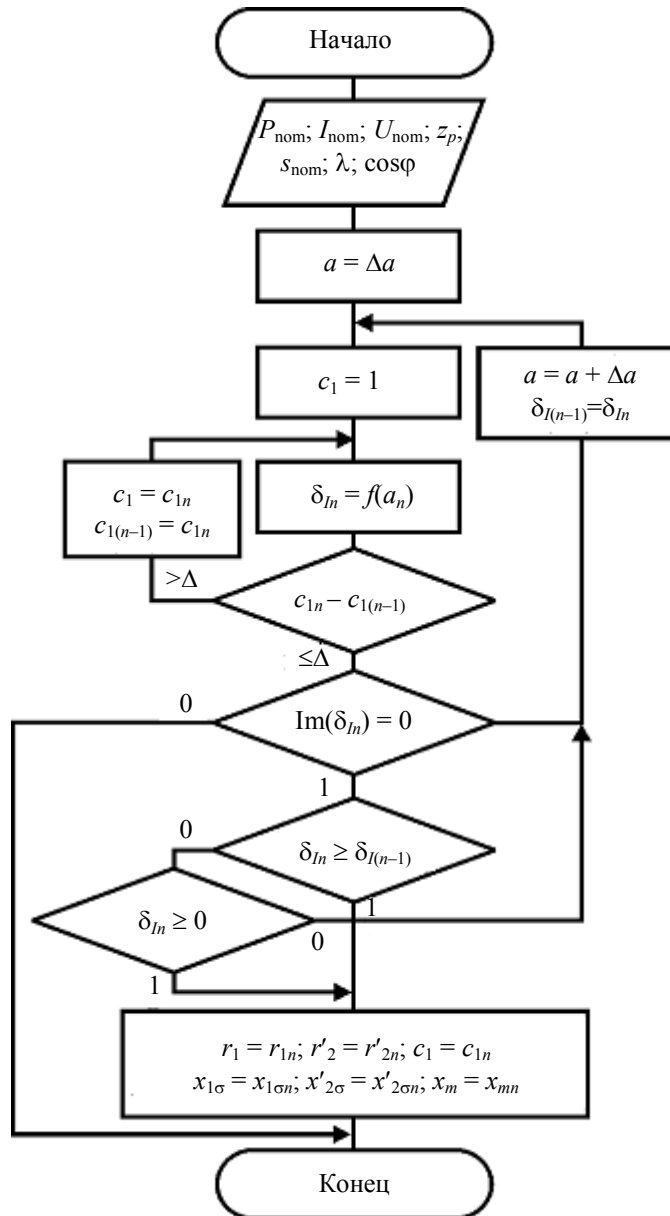 Начало
P_nom; I_nom; U_nom; z_p;
s_nom; λ; cosφ
a = Δa
c_1 = 1
a = a + Δa
δ_I(n–1)=δ_In
c_1 = c_1n
c_1(n–1) = c_1n
δ_In = f(a_n)
>Δ
c_1n – c_1(n–1)
≤Δ
0
Im(δ_In) = 0
1
0
δ_In ≥ δ_I(n–1)
1
δ_In ≥ 0
0
1
r_1 = r_1n; r′_2 = r′_2n; c_1 = c_1n
x_1σ = x_1σn; x′_2σ = x′_2σn; x_m = x_mn
Конец